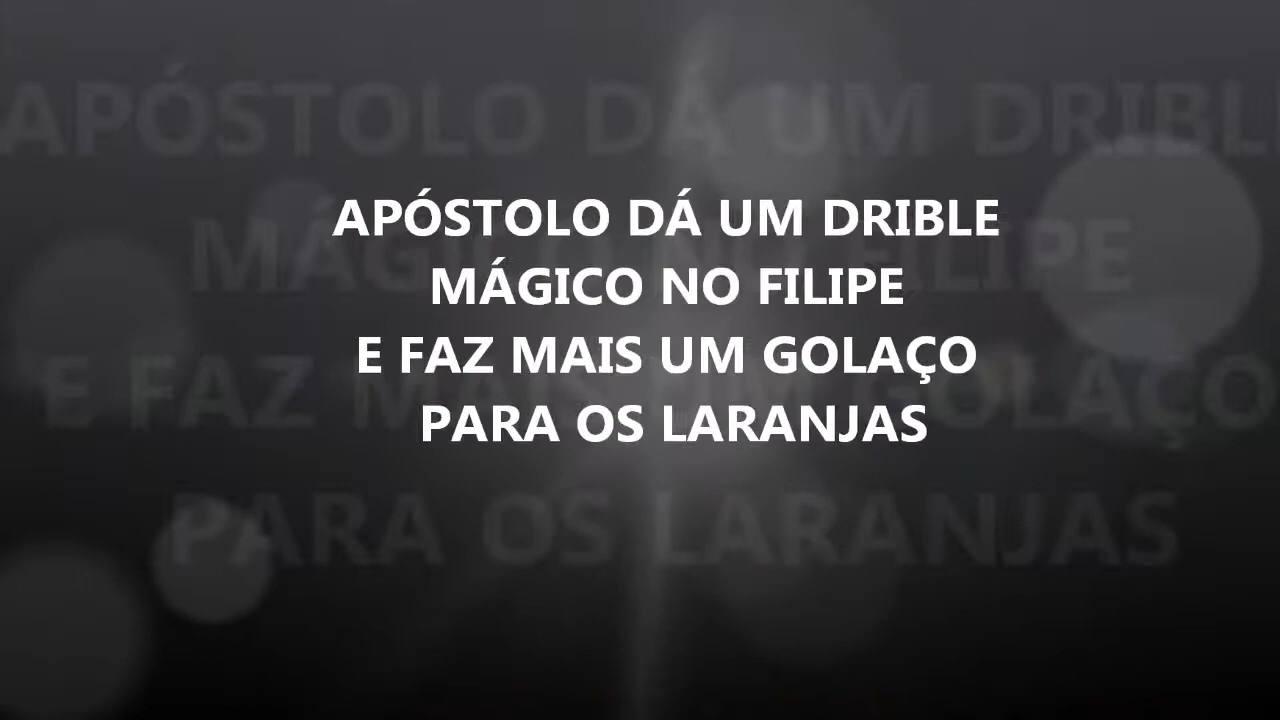 APÓSTOLO DÁ UM DRIBLE
MÁGICO NO FILIPE
E FAZ MAIS UM GOLAÇO
PARA OS LARANJAS